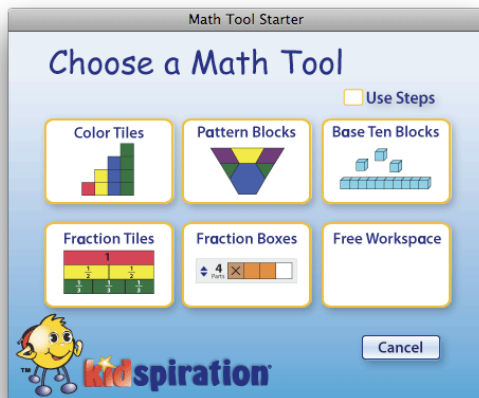 Math Tool Starter
Choose a Math Tool
Use Steps
Color Tiles
Pattern Blocks
Base Ten Blocks
Fraction Tiles
Fraction Boxes
Free Workspace
1
1/2 1/2
1/3 1/3 1/3
4
Parts
Cancel
TM
kidspiration